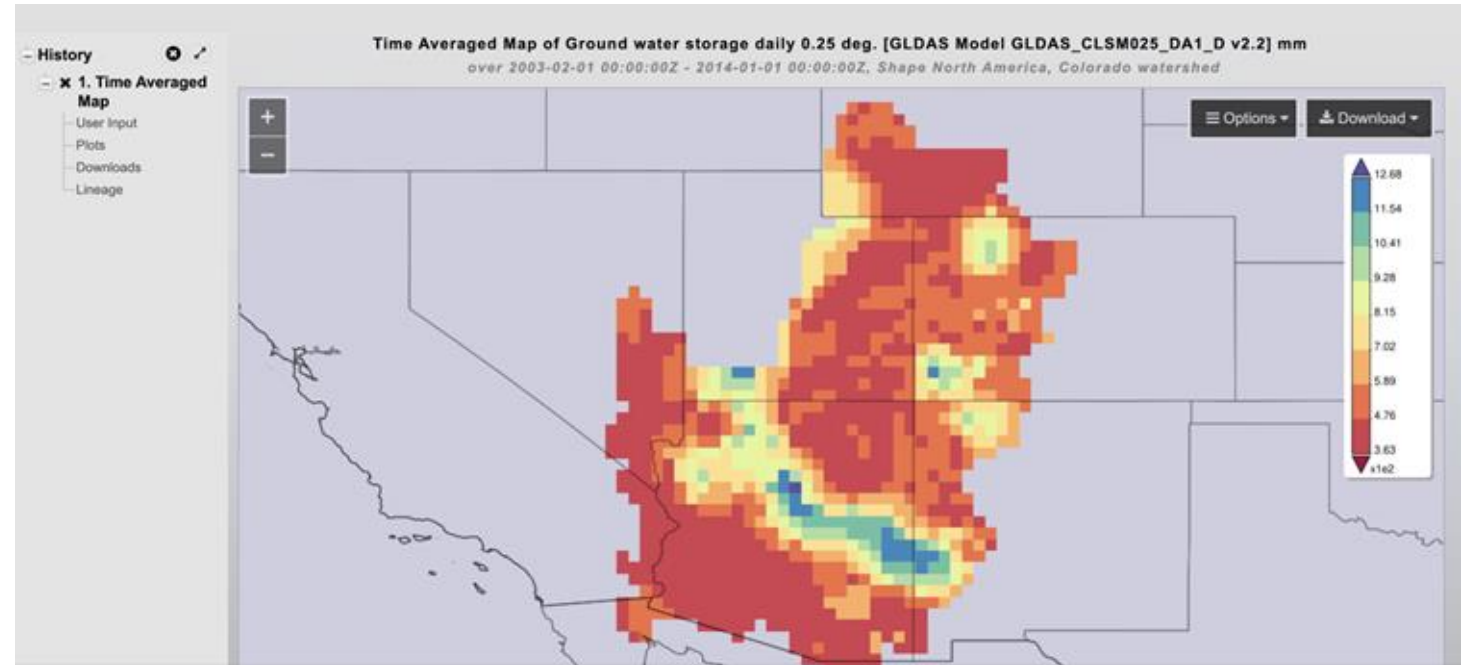 History
1. Time Averaged
Map
User Input
Plots
Downloads
Lineage
Time Averaged Map of Ground water storage daily 0.25 deg. [GLDAS Model GLDAS_CLSM025_DA1_D v2.2] mm
over 2003-02-01 00:00:00Z - 2014-01-01 00:00:00Z, Shape North America, Colorado watershed
+
−
Options
Download
12.68
11.54
10.41
9.28
8.15
7.02
5.89
4.76
3.63
x1e2